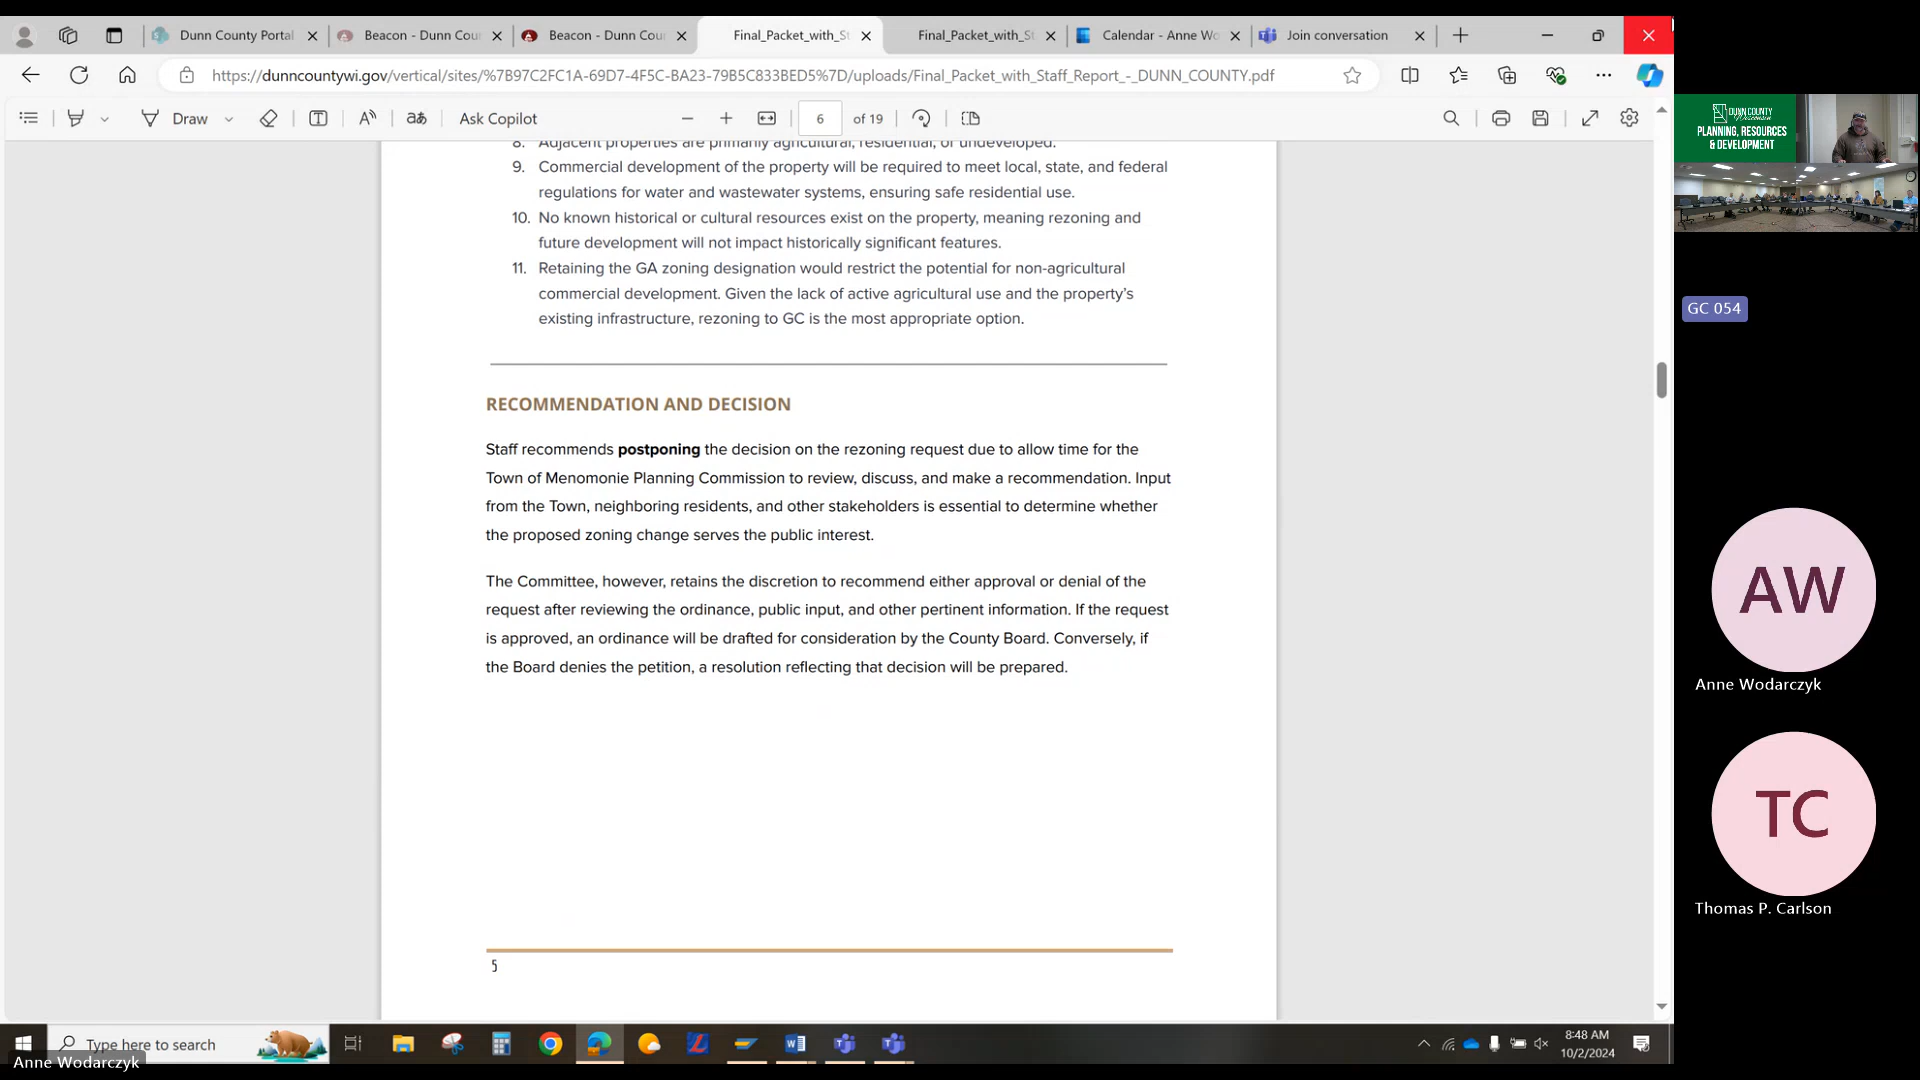 Dunn County Portal
Beacon - Dunn Cou
Beacon - Dunn Cou
Final_Packet_with_St
Final_Packet_with_St
Calendar - Anne Wo
Join conversation
https://dunncountywi.gov/vertical/sites/%7B97C2FC1A-69D7-4F5C-BA23-79B5C833BED5%7D/uploads/Final_Packet_with_Staff_Report_-_DUNN_COUNTY.pdf
Draw
Ask Copilot
6 of 19
8. Adjacent properties are primarily agricultural, residential, or undeveloped.
9. Commercial development of the property will be required to meet local, state, and federal
regulations for water and wastewater systems, ensuring safe residential use.
10. No known historical or cultural resources exist on the property, meaning rezoning and
future development will not impact historically significant features.
11. Retaining the GA zoning designation would restrict the potential for non-agricultural
commercial development. Given the lack of active agricultural use and the property's
existing infrastructure, rezoning to GC is the most appropriate option.
RECOMMENDATION AND DECISION
Staff recommends postponing the decision on the rezoning request due to allow time for the
Town of Menomonie Planning Commission to review, discuss, and make a recommendation. Input
from the Town, neighboring residents, and other stakeholders is essential to determine whether
the proposed zoning change serves the public interest.
The Committee, however, retains the discretion to recommend either approval or denial of the
request after reviewing the ordinance, public input, and other pertinent information. If the request
is approved, an ordinance will be drafted for consideration by the County Board. Conversely, if
the Board denies the petition, a resolution reflecting that decision will be prepared.
5
DUNN COUNTY
Wisconsin
PLANNING, RESOURCES
& DEVELOPMENT
GC 054
AW
Anne Wodarczyk
TC
Thomas P. Carlson
Type here to search
8:48 AM
10/2/2024
Anne Wodarczyk